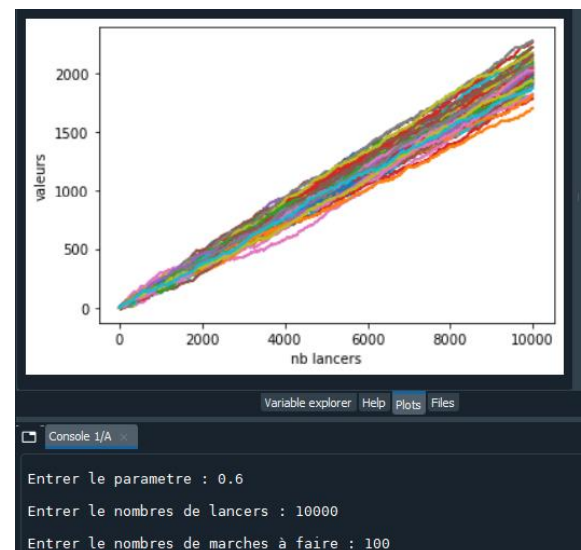 2000
1500
1000
500
0
valeurs
0 2000 4000 6000 8000 10000
nb lancers
Variable explorer Help Plots Files
Console 1/A ×
Entrer le parametre : 0.6
Entrer le nombres de lancers : 10000
Entrer le nombres de marches à faire : 100